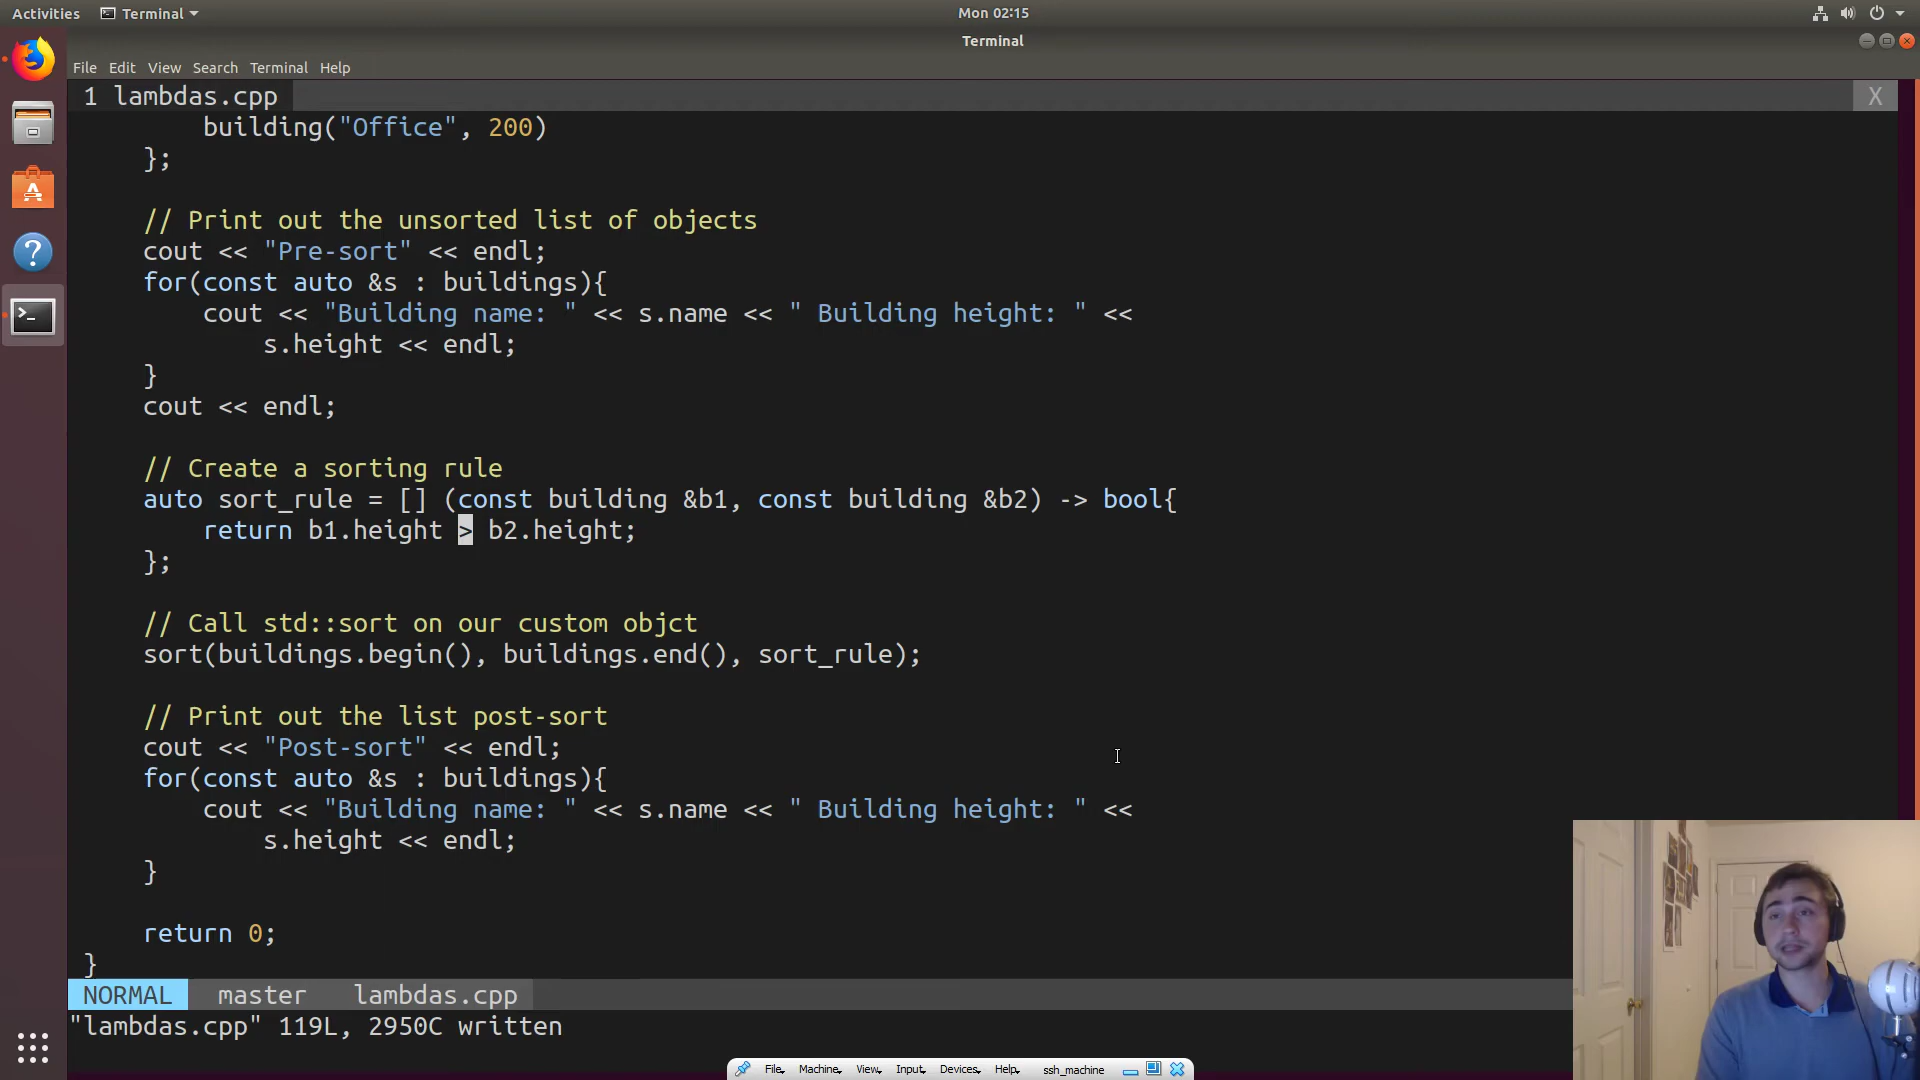 Activities Terminal Mon 02:15
Terminal
File Edit View Search Terminal Help
1 lambdas.cpp X
building("Office", 200)
};
// Print out the unsorted list of objects
cout << "Pre-sort" << endl;
for(const auto &s : buildings){
cout << "Building name: " << s.name << " Building height: " <<
s.height << endl;
}
cout << endl;
// Create a sorting rule
auto sort_rule = [] (const building &b1, const building &b2) -> bool{
return b1.height > b2.height;
};
// Call std::sort on our custom objct
sort(buildings.begin(), buildings.end(), sort_rule);
// Print out the list post-sort
cout << "Post-sort" << endl;
for(const auto &s : buildings){
cout << "Building name: " << s.name << " Building height: " <<
s.height << endl;
}
return 0;
}
NORMAL master lambdas.cpp
"lambdas.cpp" 119L, 2950C written
File Machine View Input Devices Help ssh_machine